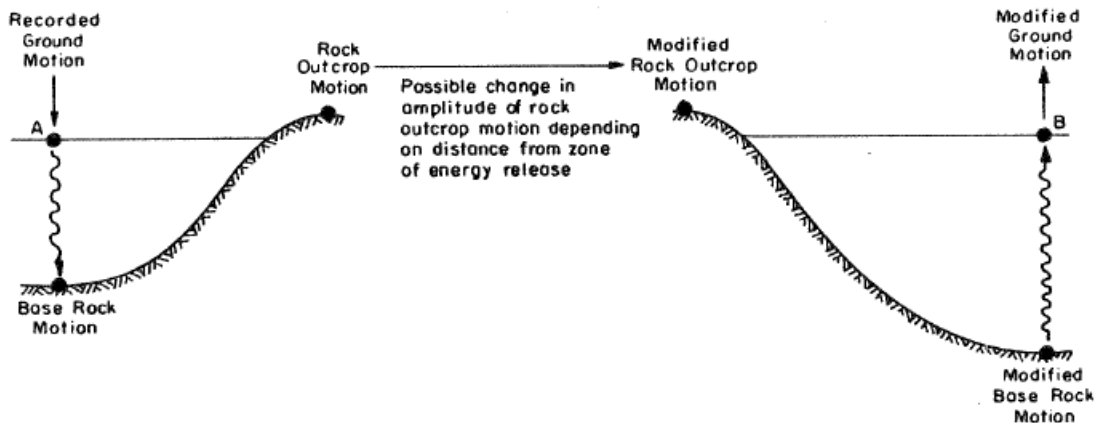 Recorded
Ground
Motion
A
Base Rock
Motion
Rock
Outcrop
Motion
Possible change in
amplitude of rock
outcrop motion depending
on distance from zone
of energy release
Modified
Rock Outcrop
Motion
Modified
Ground
Motion
B
Modified
Base Rock
Motion